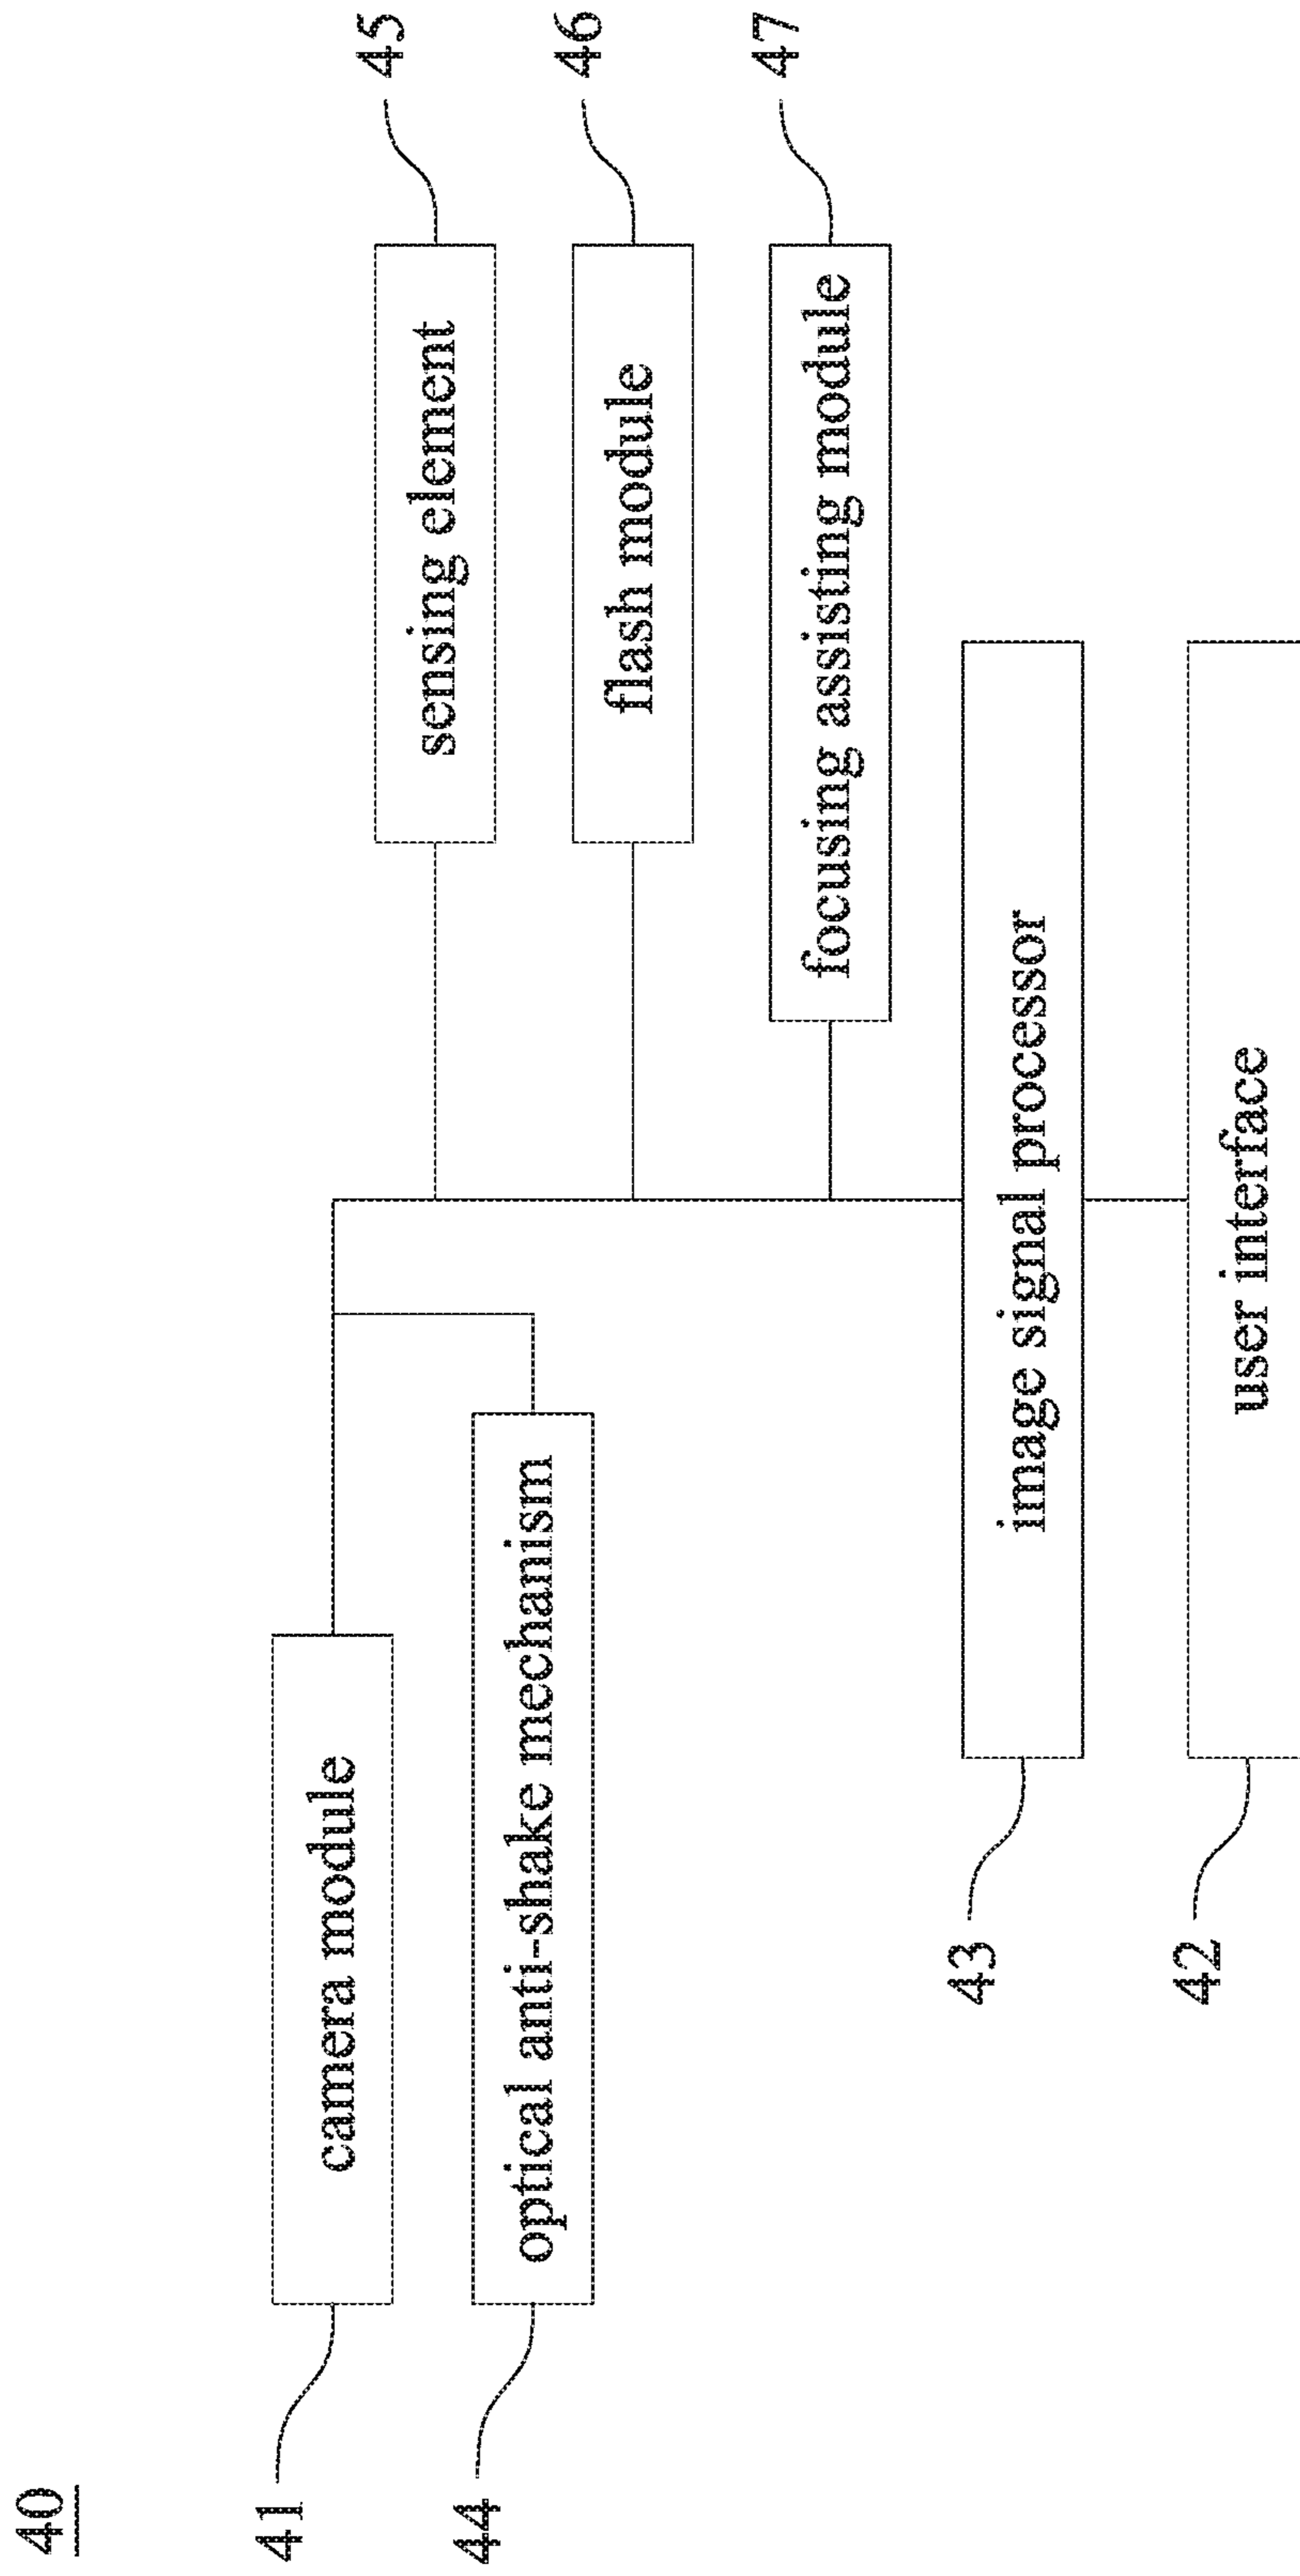 40
41
camera module
44
optical anti-shake mechanism
45
sensing element
46
flash module
47
focusing assisting module
43
image signal processor
42
user interface